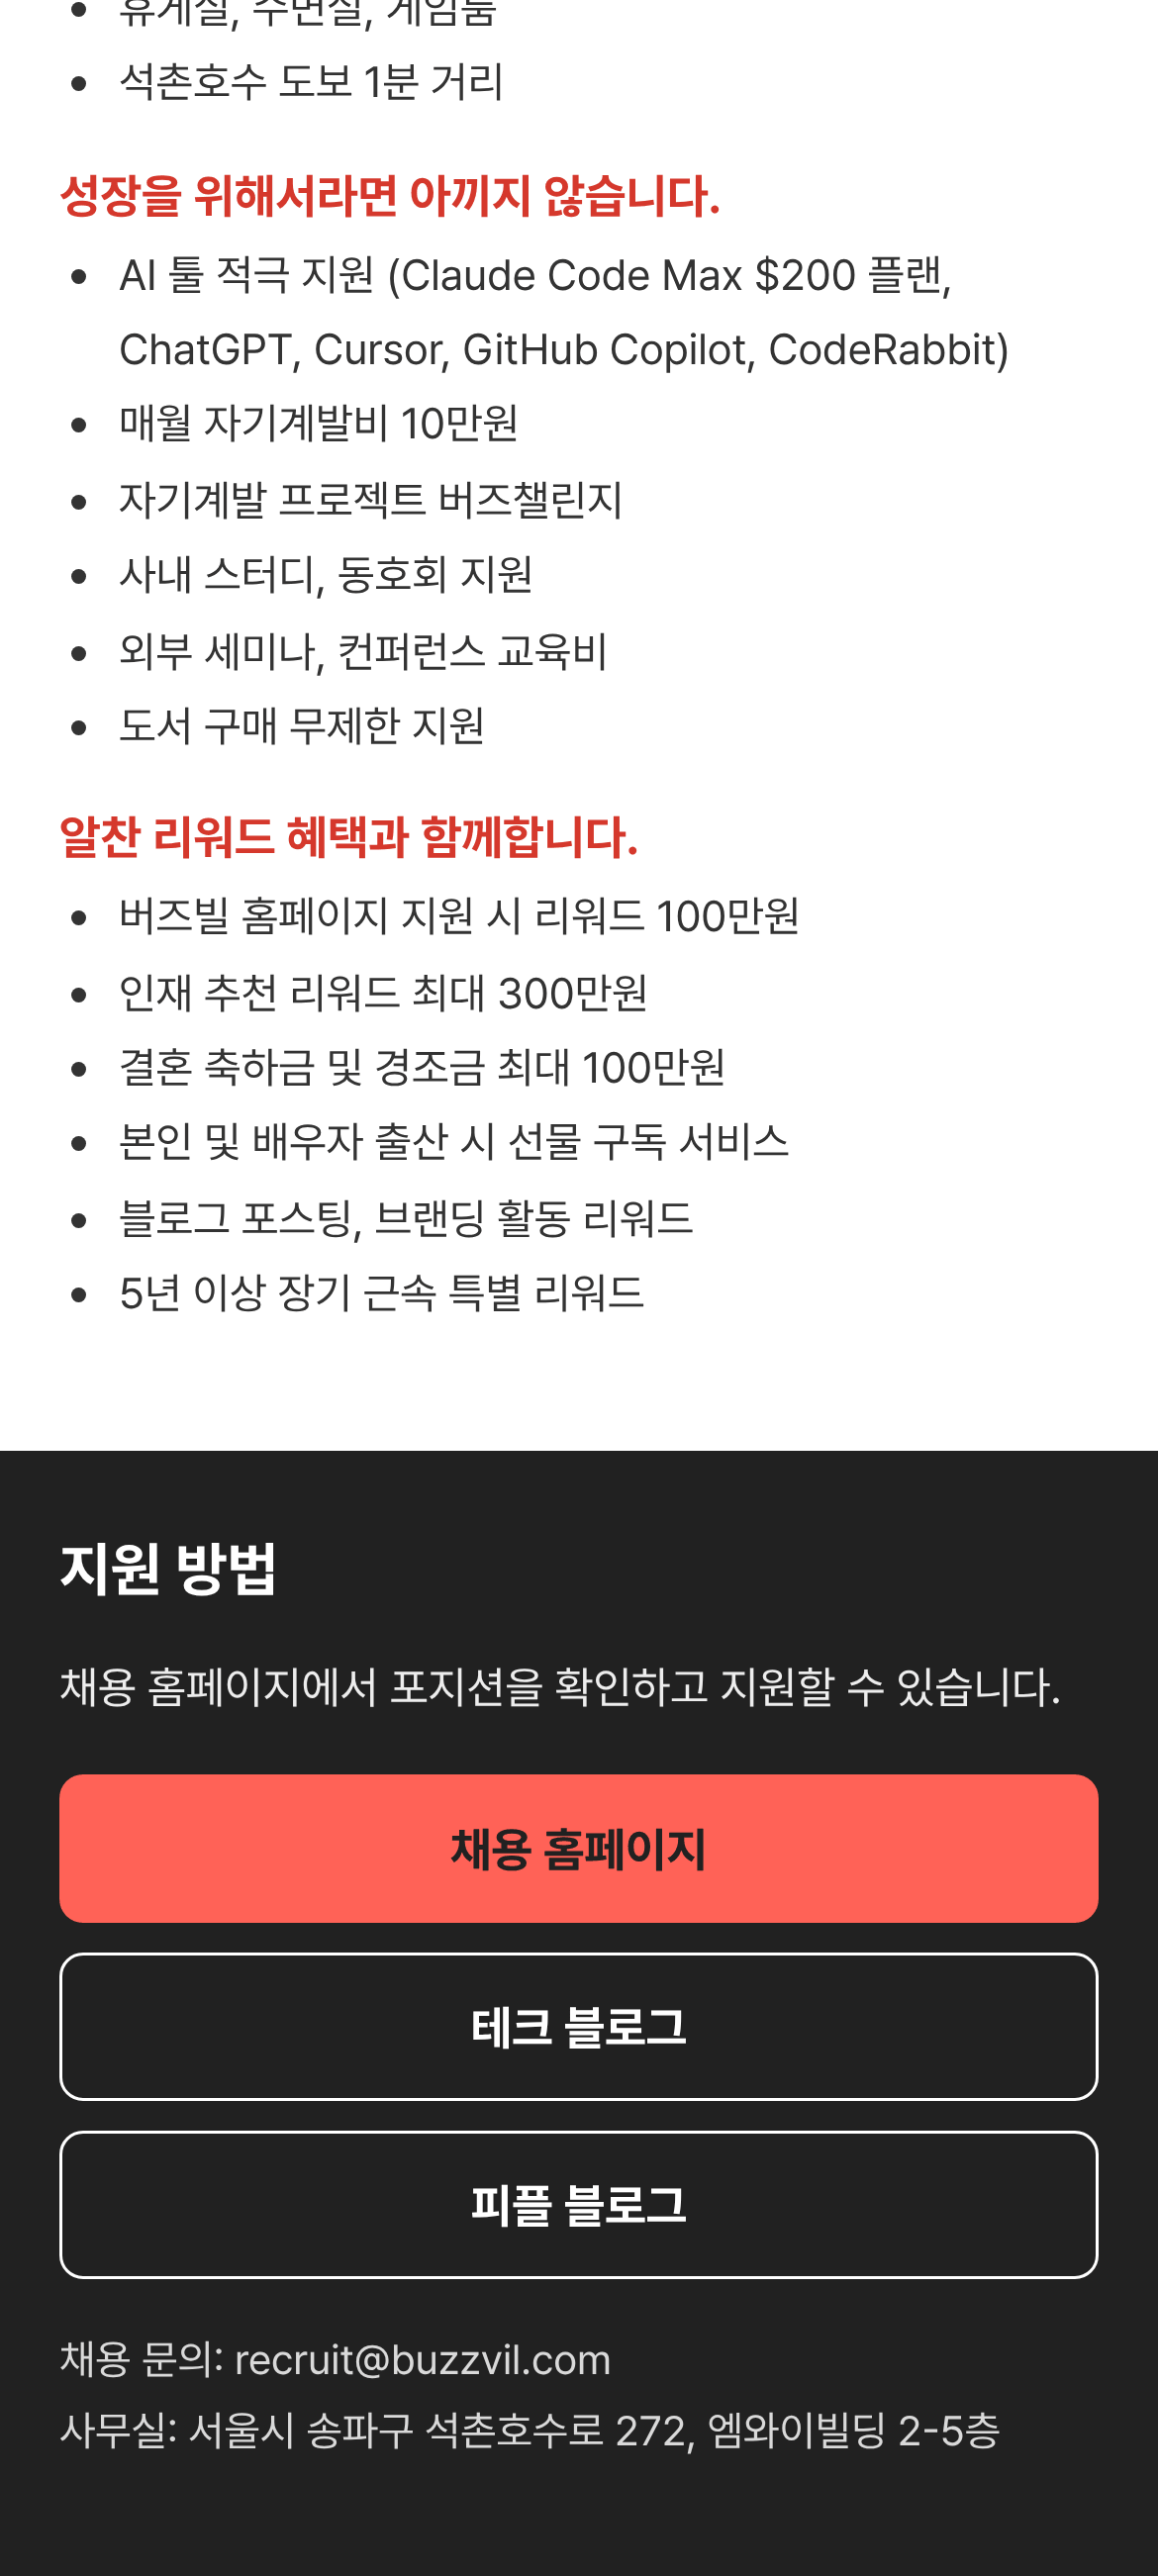 휴게실, 수면실, 게임룸
석촌호수 도보 1분 거리
성장을 위해서라면 아끼지 않습니다.
AI 툴 적극 지원 (Claude Code Max $200 플랜,
ChatGPT, Cursor, GitHub Copilot, CodeRabbit)
매월 자기계발비 10만원
자기계발 프로젝트 버즈챌린지
사내 스터디, 동호회 지원
외부 세미나, 컨퍼런스 교육비
도서 구매 무제한 지원
알찬 리워드 혜택과 함께합니다.
버즈빌 홈페이지 지원 시 리워드 100만원
인재 추천 리워드 최대 300만원
결혼 축하금 및 경조금 최대 100만원
본인 및 배우자 출산 시 선물 구독 서비스
블로그 포스팅, 브랜딩 활동 리워드
5년 이상 장기 근속 특별 리워드
지원 방법
채용 홈페이지에서 포지션을 확인하고 지원할 수 있습니다.
채용 홈페이지
테크 블로그
피플 블로그
채용 문의: recruit@buzzvil.com
사무실: 서울시 송파구 석촌호수로 272, 엠와이빌딩 2-5층